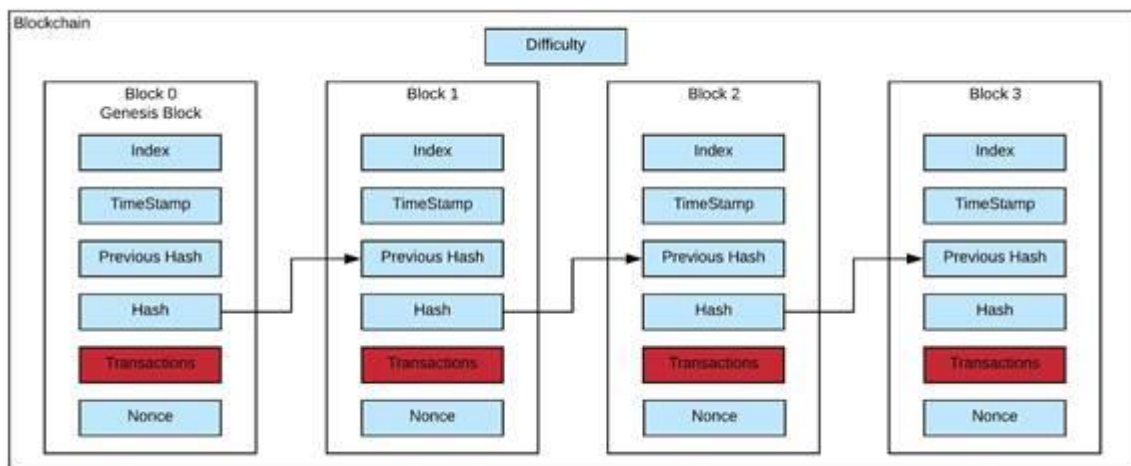 Blockchain
Difficulty
Block 0
Genesis Block
Index
TimeStamp
Previous Hash
Hash
Transactions
Nonce
Block 1
Index
TimeStamp
Previous Hash
Hash
Transactions
Nonce
Block 2
Index
TimeStamp
Previous Hash
Hash
Transactions
Nonce
Block 3
Index
TimeStamp
Previous Hash
Hash
Transactions
Nonce